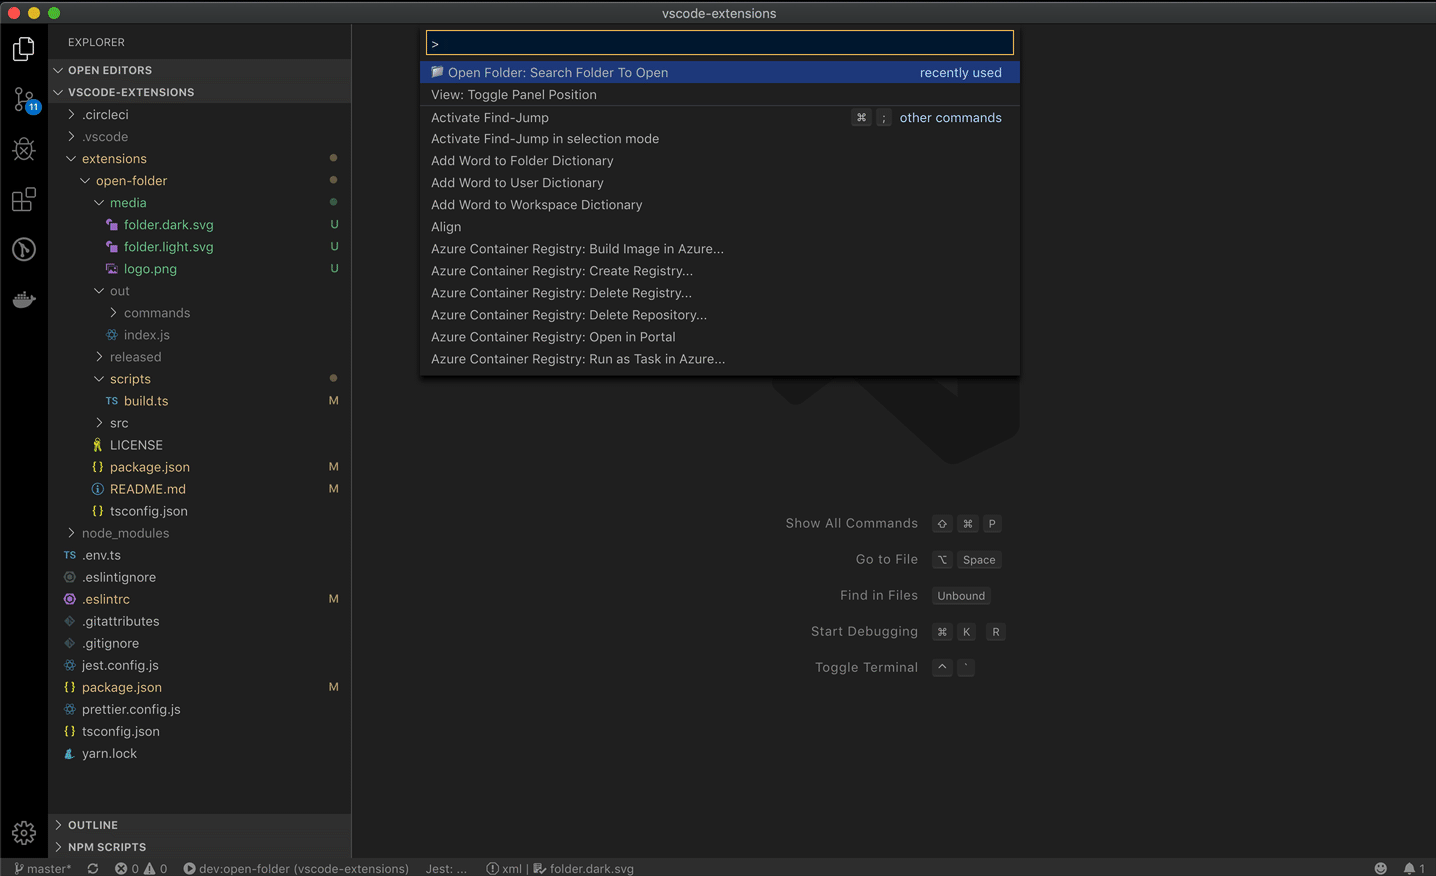 vscode-extensions
EXPLORER
OPEN EDITORS
VSCODE-EXTENSIONS
11
.circleci
.vscode
extensions
open-folder
media
folder.dark.svg U
folder.light.svg U
logo.png U
out
commands
index.js
released
scripts
TS build.ts M
src
LICENSE
{} package.json M
README.md M
{} tsconfig.json
node_modules
TS .env.ts
.eslintignore
.eslintrc M
.gitattributes
.gitignore
jest.config.js
{} package.json M
prettier.config.js
{} tsconfig.json
yarn.lock
OUTLINE
NPM SCRIPTS
>
Open Folder: Search Folder To Open recently used
View: Toggle Panel Position
Activate Find-Jump ⌘ ; other commands
Activate Find-Jump in selection mode
Add Word to Folder Dictionary
Add Word to User Dictionary
Add Word to Workspace Dictionary
Align
Azure Container Registry: Build Image in Azure...
Azure Container Registry: Create Registry...
Azure Container Registry: Delete Registry...
Azure Container Registry: Delete Repository...
Azure Container Registry: Open in Portal
Azure Container Registry: Run as Task in Azure...
Show All Commands ⇧ ⌘ P
Go to File ⌥ Space
Find in Files Unbound
Start Debugging ⌘ K R
Toggle Terminal ^ `
master* 0 0 dev:open-folder (vscode-extensions) Jest: ... xml | folder.dark.svg 1